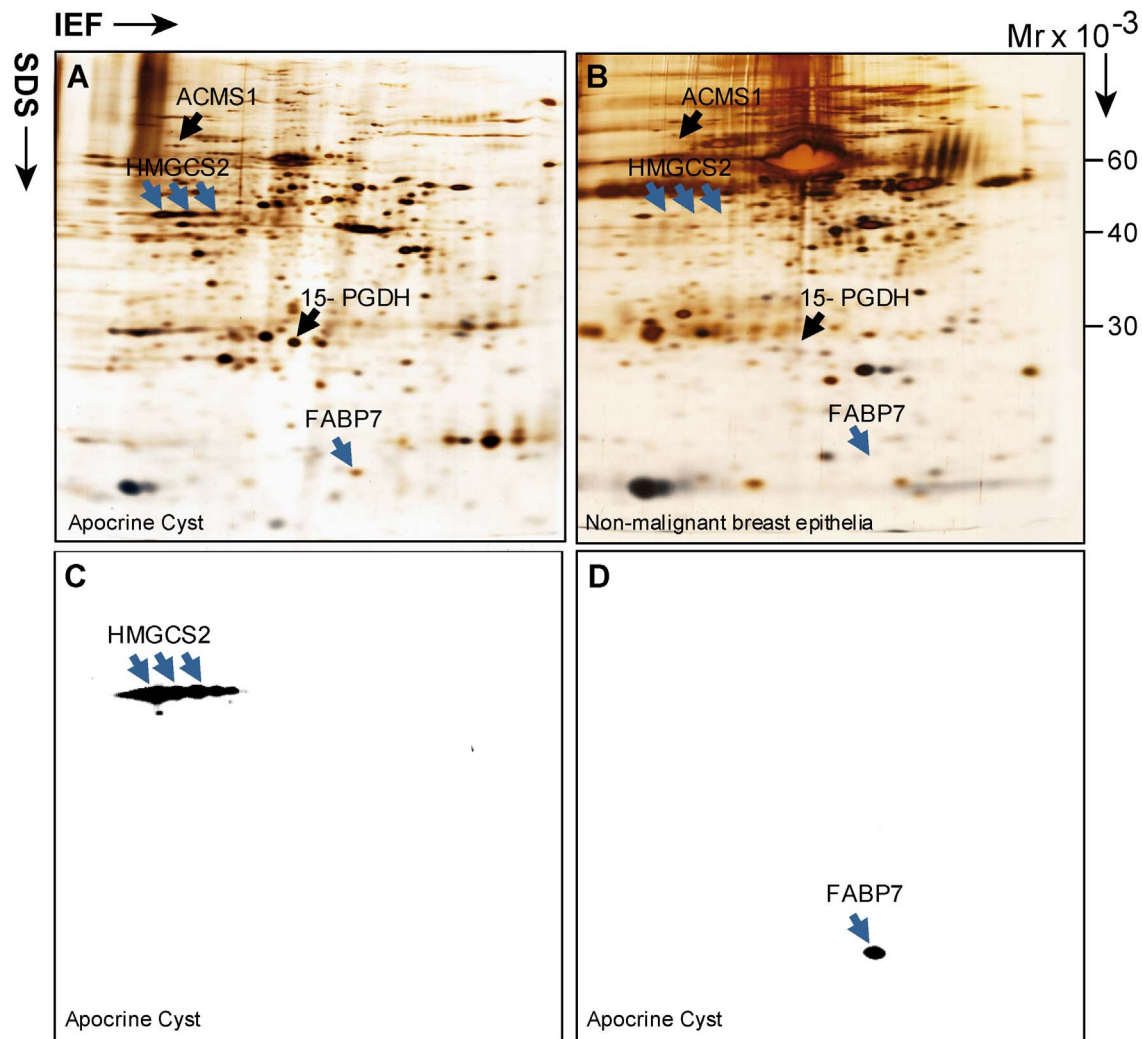 IEF
Mr x 10-3
SDS
A
ACMS1
HMGCS2
15- PGDH
FABP7
Apocrine Cyst
B
ACMS1
HMGCS2
15- PGDH
FABP7
Non-malignant breast epithelia
60
40
30
C
HMGCS2
Apocrine Cyst
D
FABP7
Apocrine Cyst